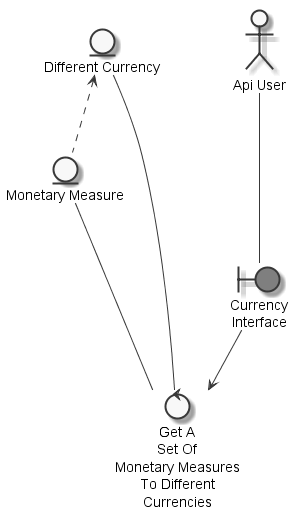 Different Currency
Api User
Monetary Measure
Currency
Interface
Get A
Set Of
Monetary Measures
To Different
Currencies